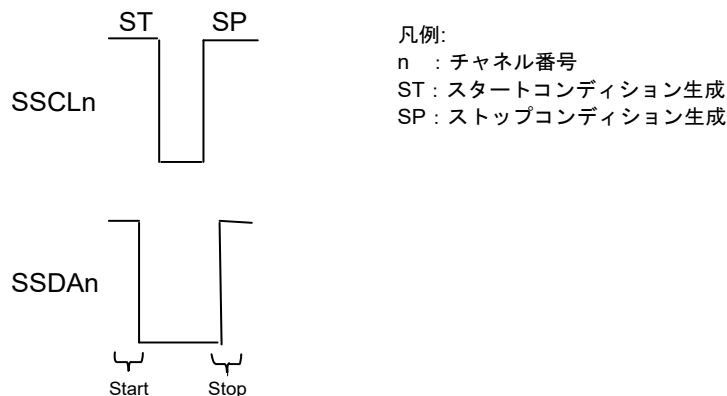 ST SP
SSCLn
SSDAn
Start Stop
凡例:
n ：チャネル番号
ST：スタートコンディション生成
SP：ストップコンディション生成